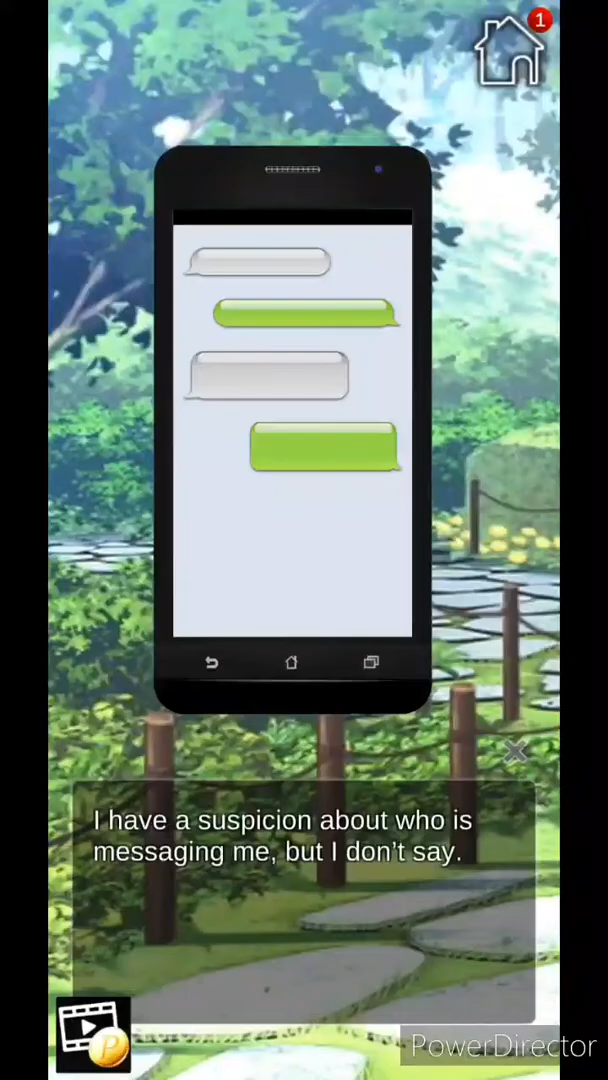 1
I have a suspicion about who is
messaging me, but I don't say.
P
PowerDirector